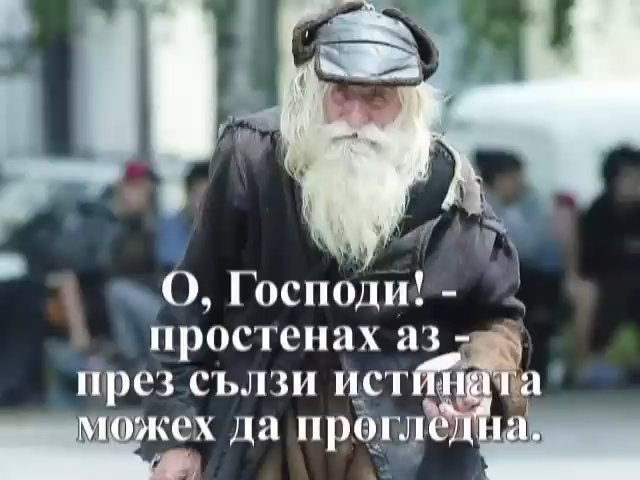 О, Господи! -
простенах аз -
през сълзи истината
можех да прогледна.